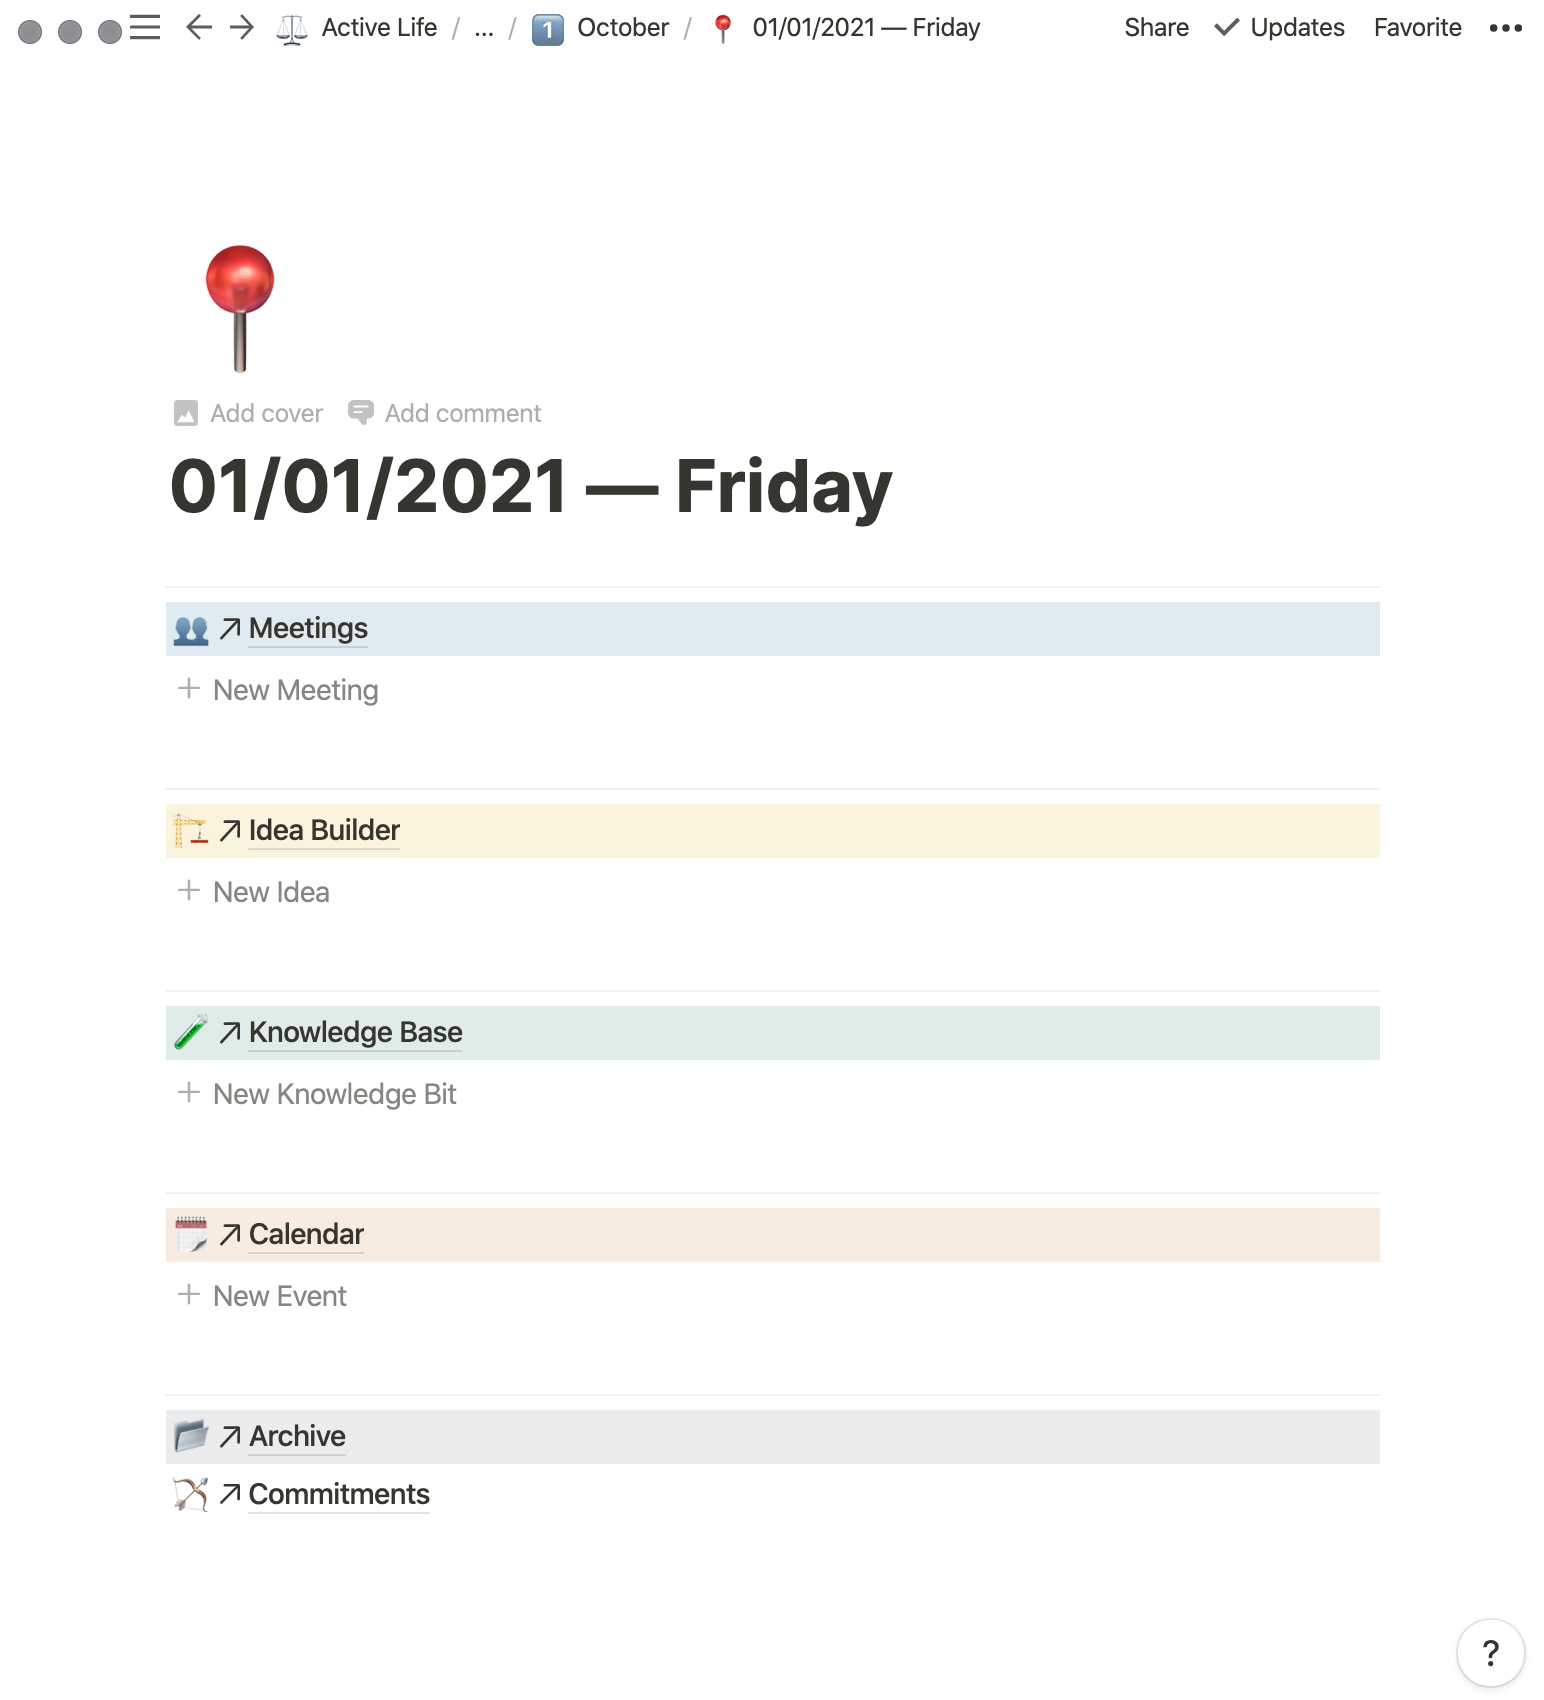 Active Life / ... / 1 October / 01/01/2021 — Friday Share Updates Favorite •••
Add cover Add comment
01/01/2021 — Friday
Meetings
New Meeting
Idea Builder
New Idea
Knowledge Base
New Knowledge Bit
Calendar
New Event
Archive
Commitments
?